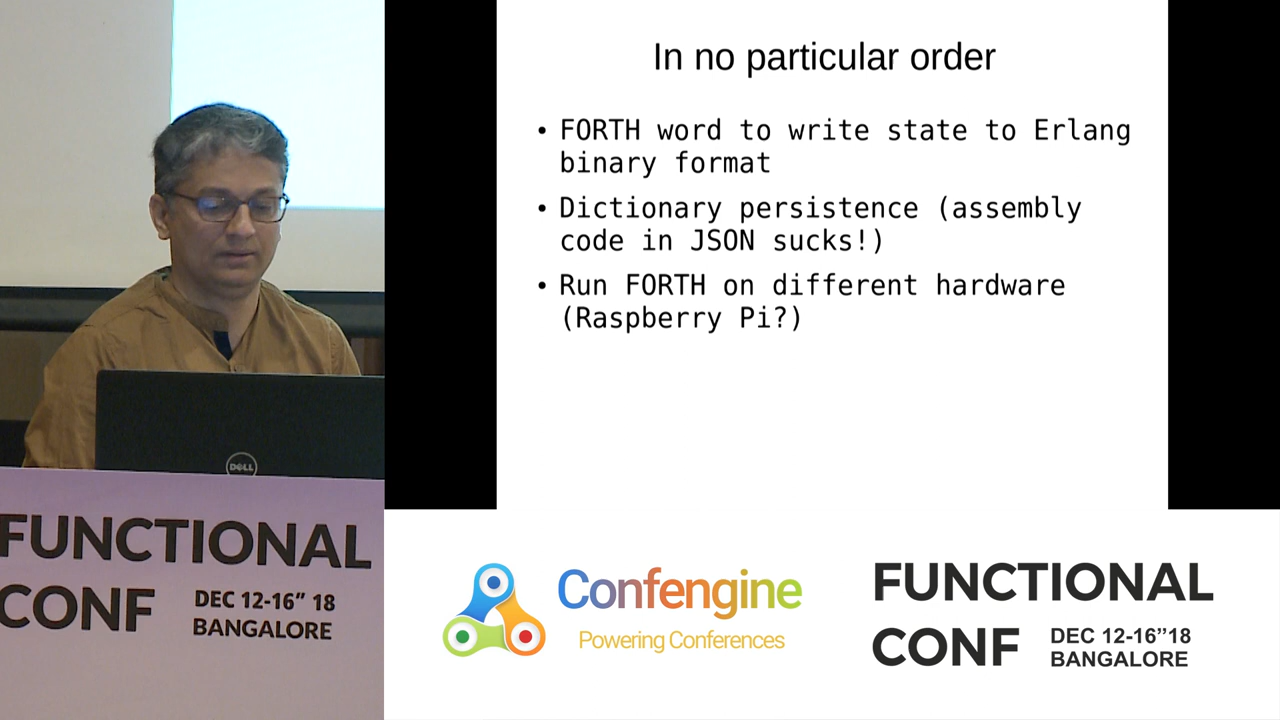 In no particular order
• FORTH word to write state to Erlang
binary format
• Dictionary persistence (assembly
code in JSON sucks!)
• Run FORTH on different hardware
(Raspberry Pi?)
DELL
FUNCTIONAL
CONF
DEC 12-16” 18
BANGALORE
Confengine
Powering Conferences
FUNCTIONAL
CONF
DEC 12-16”18
BANGALORE